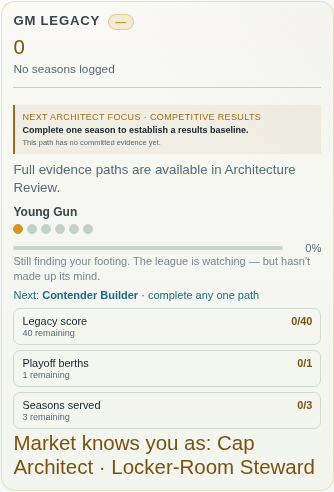 GM LEGACY —
0
No seasons logged
NEXT ARCHITECT FOCUS · COMPETITIVE RESULTS
Complete one season to establish a results baseline.
This path has no committed evidence yet.
Full evidence paths are available in Architecture
Review.
Young Gun
0%
Still finding your footing. The league is watching — but hasn't
made up its mind.
Next: Contender Builder · complete any one path
Legacy score 0/40
40 remaining
Playoff berths 0/1
1 remaining
Seasons served 0/3
3 remaining
Market knows you as: Cap
Architect · Locker-Room Steward